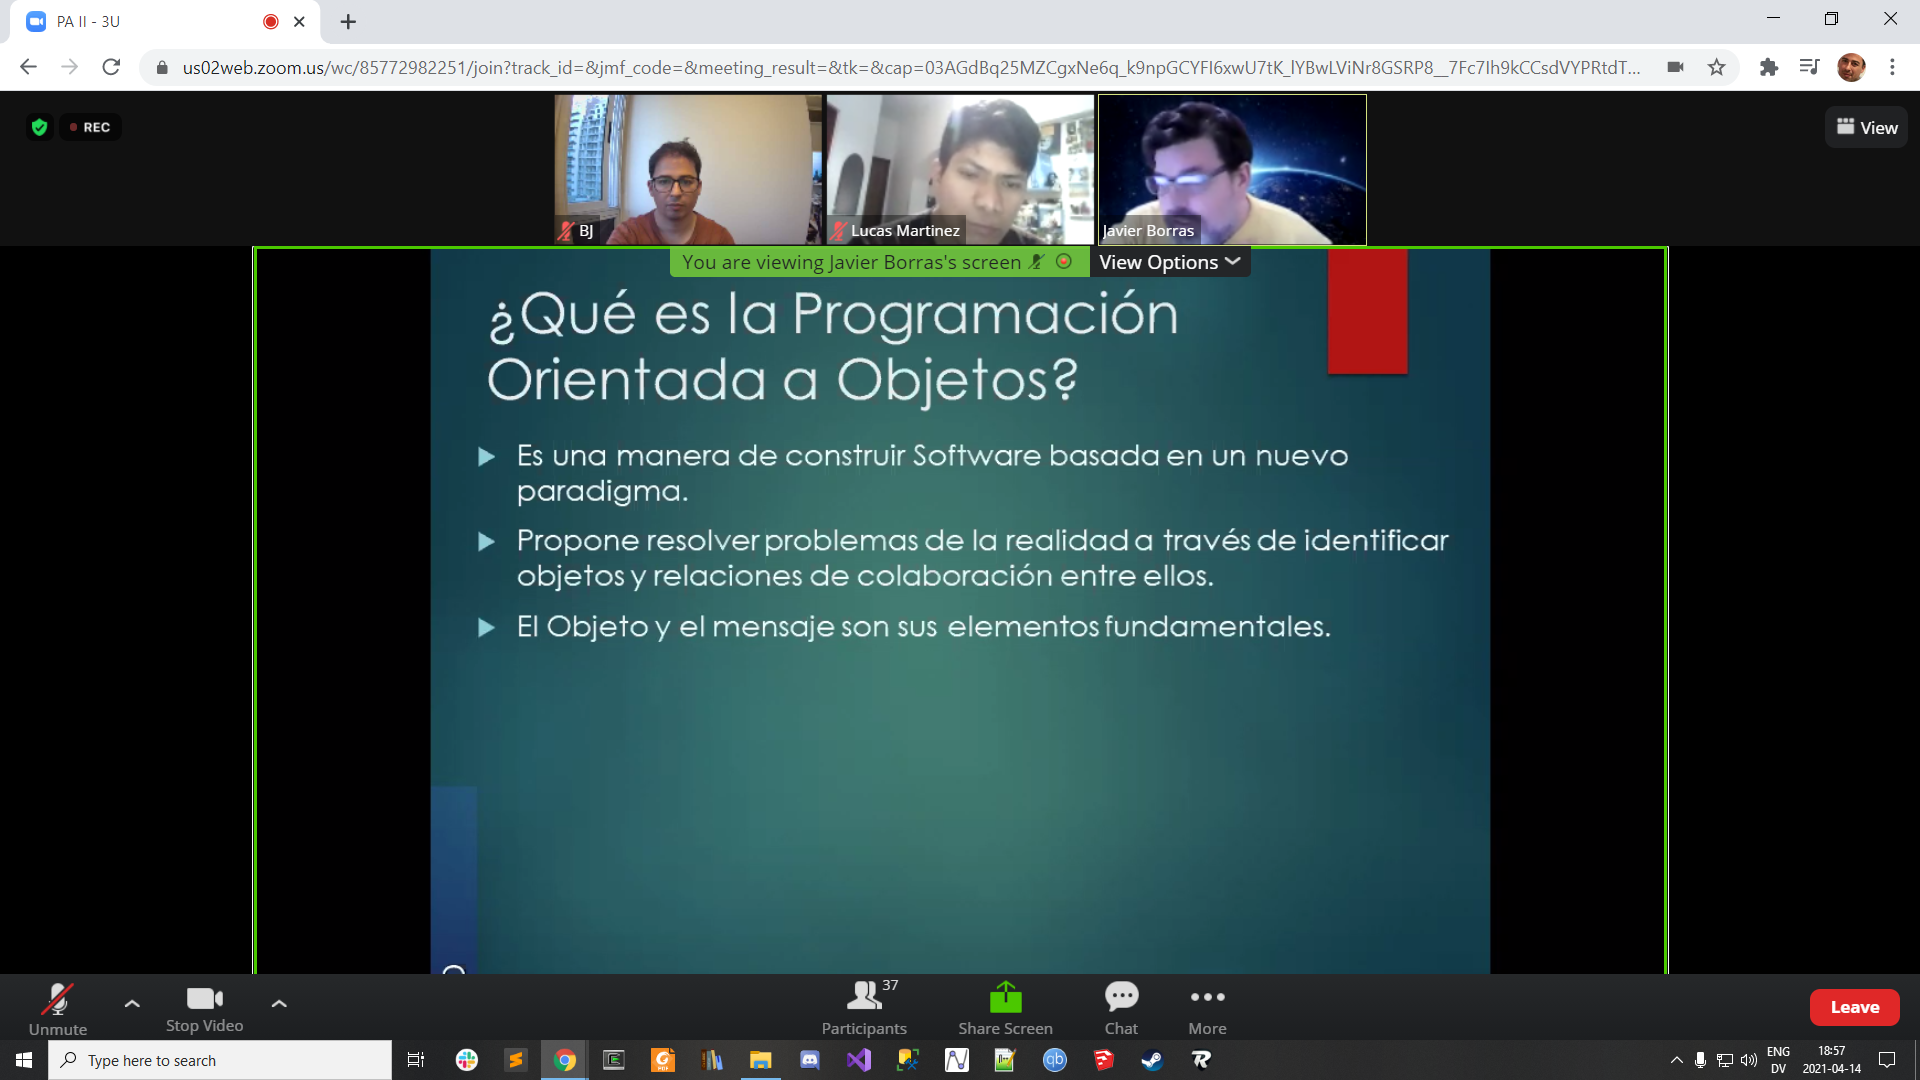 PA II - 3U
us02web.zoom.us/wc/85772982251/join?track_id=&jmf_code=&meeting_result=&tk=&cap=03AGdBq25MZCgxNe6q_k9npGCYFI6xwU7tK_lYBwLViNr8GSRP8__7Fc7Ih9kCCsdVYPRtdT...
REC
View
BJ
Lucas Martinez
Javier Borras
You are viewing Javier Borras's screen
View Options
¿Qué es la Programación
Orientada a Objetos?
Es una manera de construir Software basada en un nuevo
paradigma.
Propone resolver problemas de la realidad a través de identificar
objetos y relaciones de colaboración entre ellos.
El Objeto y el mensaje son sus elementos fundamentales.
Unmute
Stop Video
37
Participants
Share Screen
Chat
More
Leave
Type here to search
ENG
DV
18:57
2021-04-14